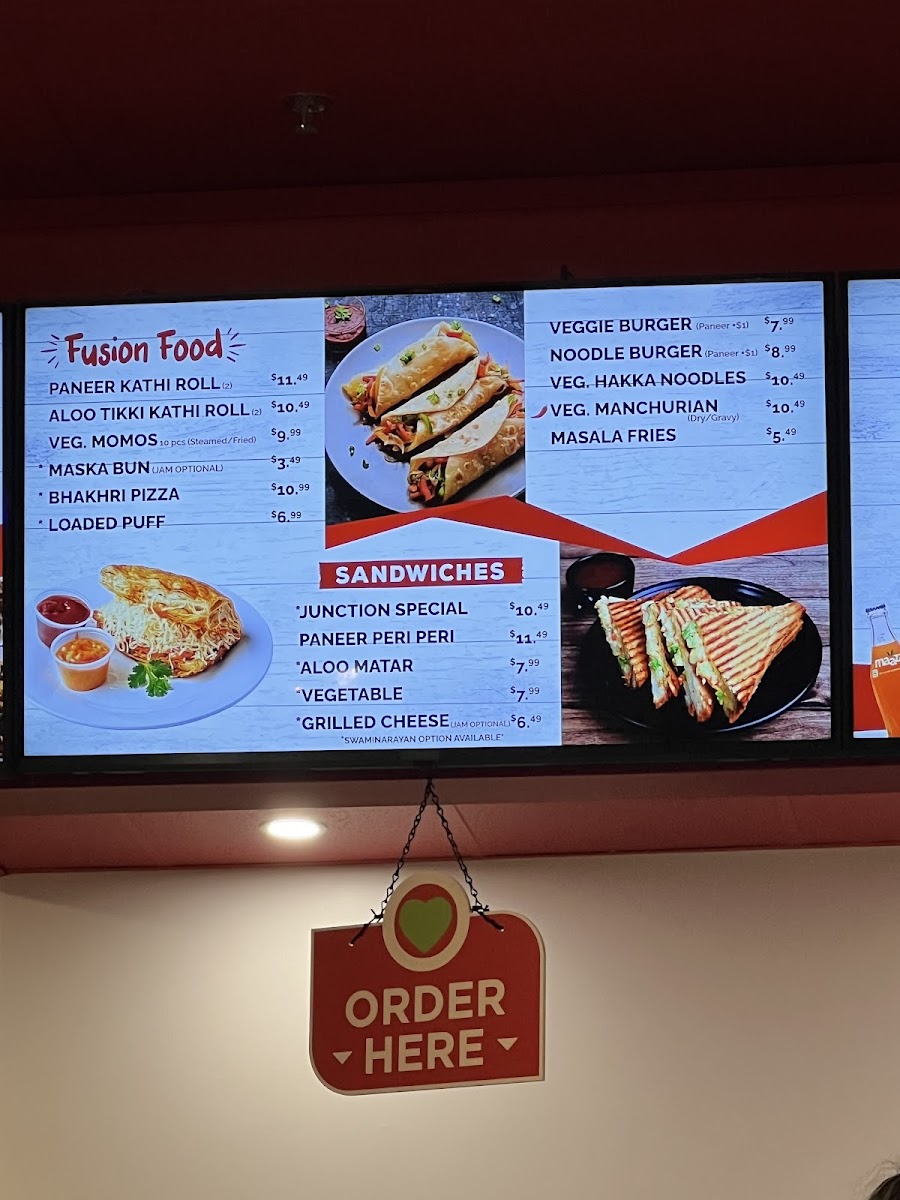 Fusion Food
PANEER KATHI ROLL (2) $11.49
ALOO TIKKI KATHI ROLL (2) $10.49
VEG. MOMOS 10 pcs (Steamed/Fried) $9.99
* MASKA BUN (JAM OPTIONAL) $3.49
* BHAKHRI PIZZA $10.99
* LOADED PUFF $6.99
VEGGIE BURGER (Paneer +$1) $7.99
NOODLE BURGER (Paneer +$1) $8.99
VEG. HAKKA NOODLES $10.49
VEG. MANCHURIAN $10.49
(Dry/Gravy)
MASALA FRIES $5.49
SANDWICHES
*JUNCTION SPECIAL $10.49
PANEER PERI PERI $11.49
*ALOO MATAR $7.99
*VEGETABLE $7.99
*GRILLED CHEESE (JAM OPTIONAL) $6.49
*SWAMINARAYAN OPTION AVAILABLE*
ORDER
HERE